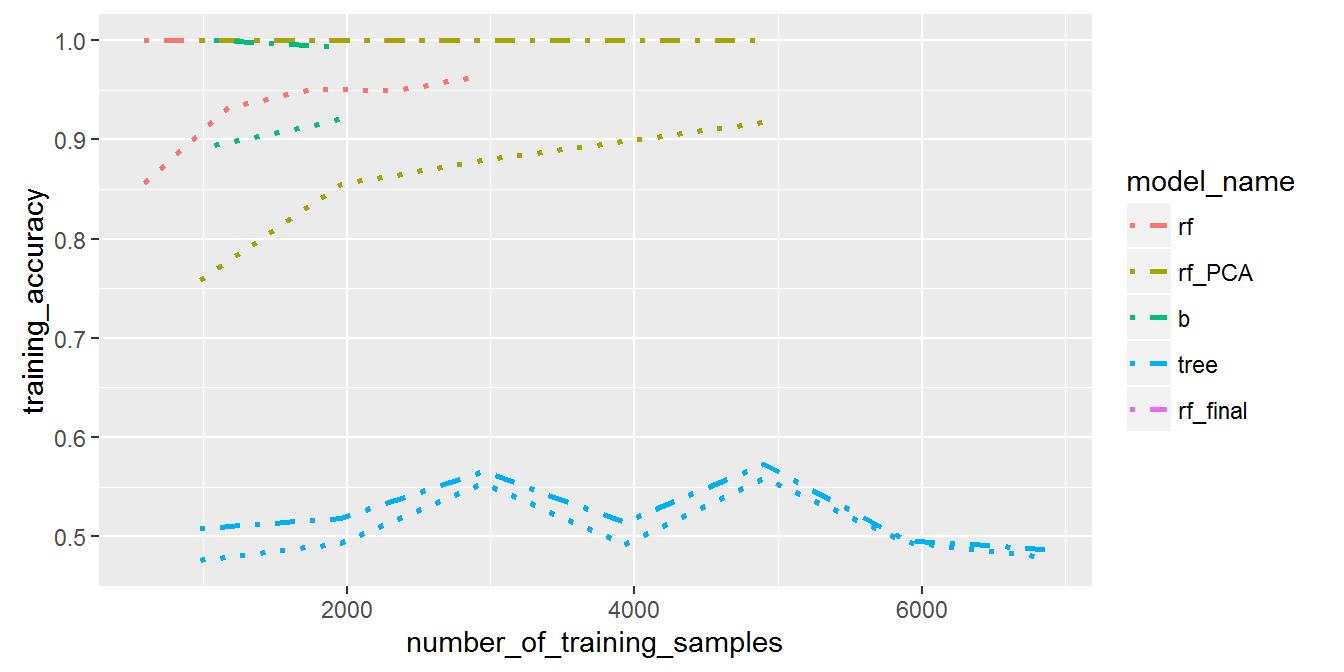 training_accuracy
1.0
0.9
0.8
0.7
0.6
0.5
2000
4000
6000
number_of_training_samples
model_name
rf
rf_PCA
b
tree
rf_final